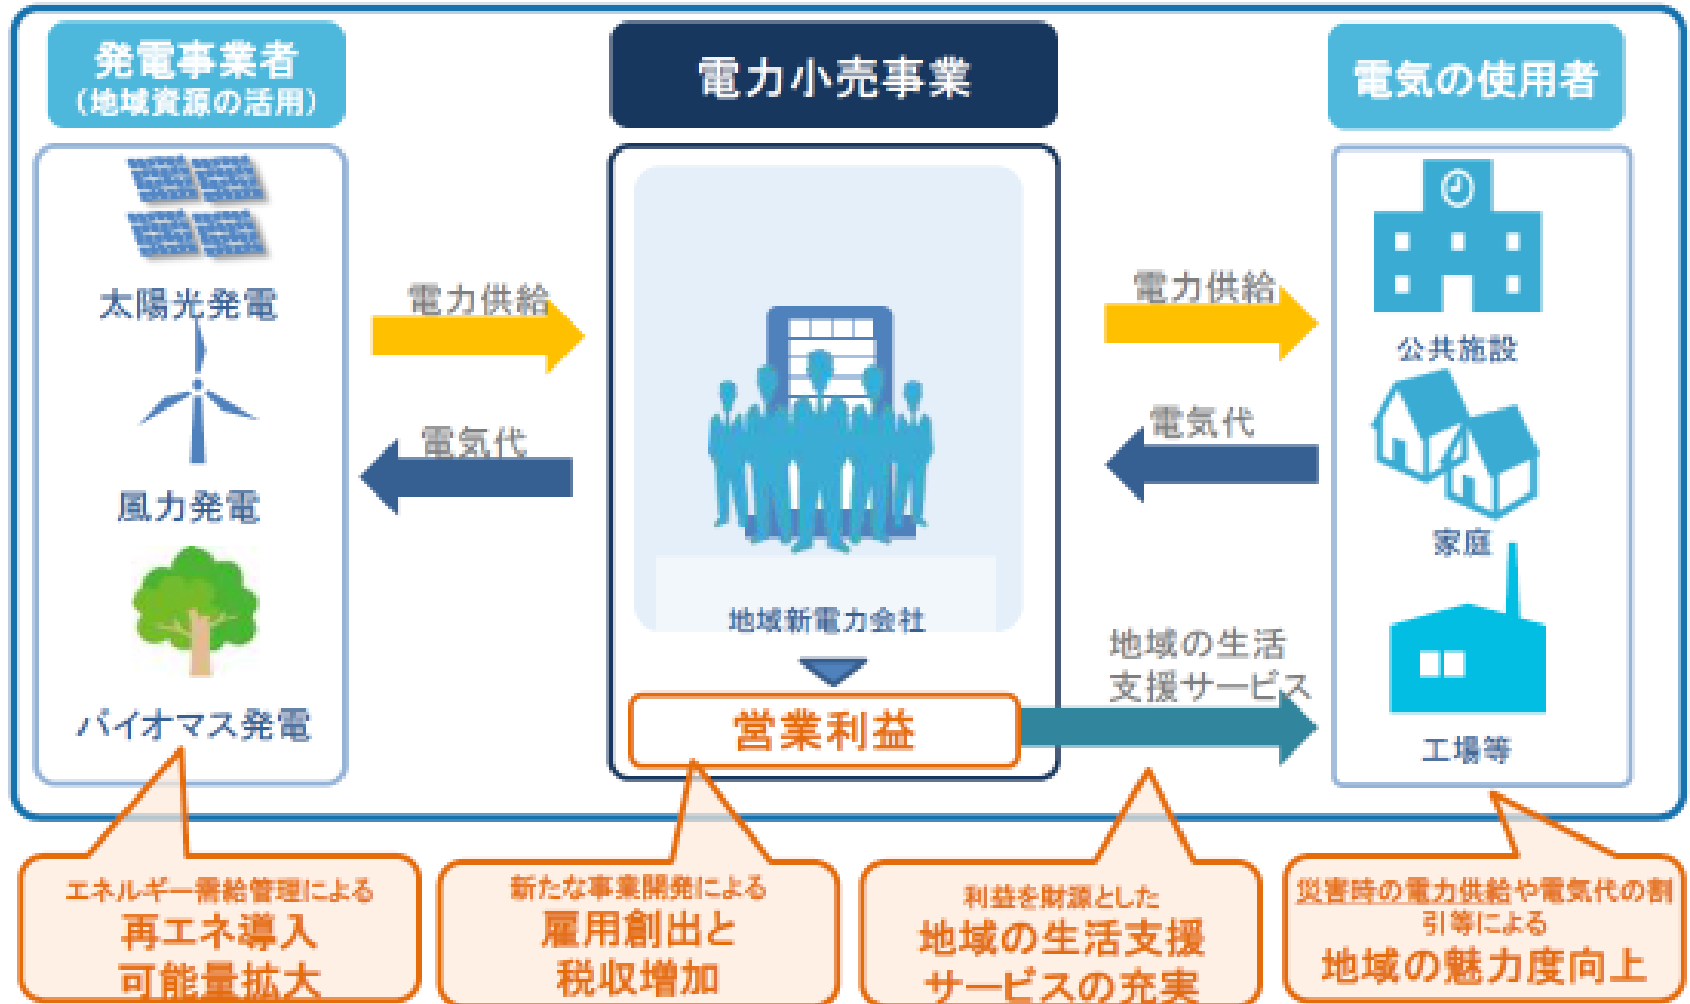 発電事業者
(地域資源の活用)
電力小売事業
電気の使用者
太陽光発電
風力発電
バイオマス発電
電力供給
電気代
地域新電力会社
営業利益
電力供給
電気代
地域の生活
支援サービス
公共施設
家庭
工場等
エネルギー需給管理による
再エネ導入
可能量拡大
新たな事業開発による
雇用創出と
税収増加
利益を財源とした
地域の生活支援
サービスの充実
災害時の電力供給や電気代の割
引等による
地域の魅力度向上